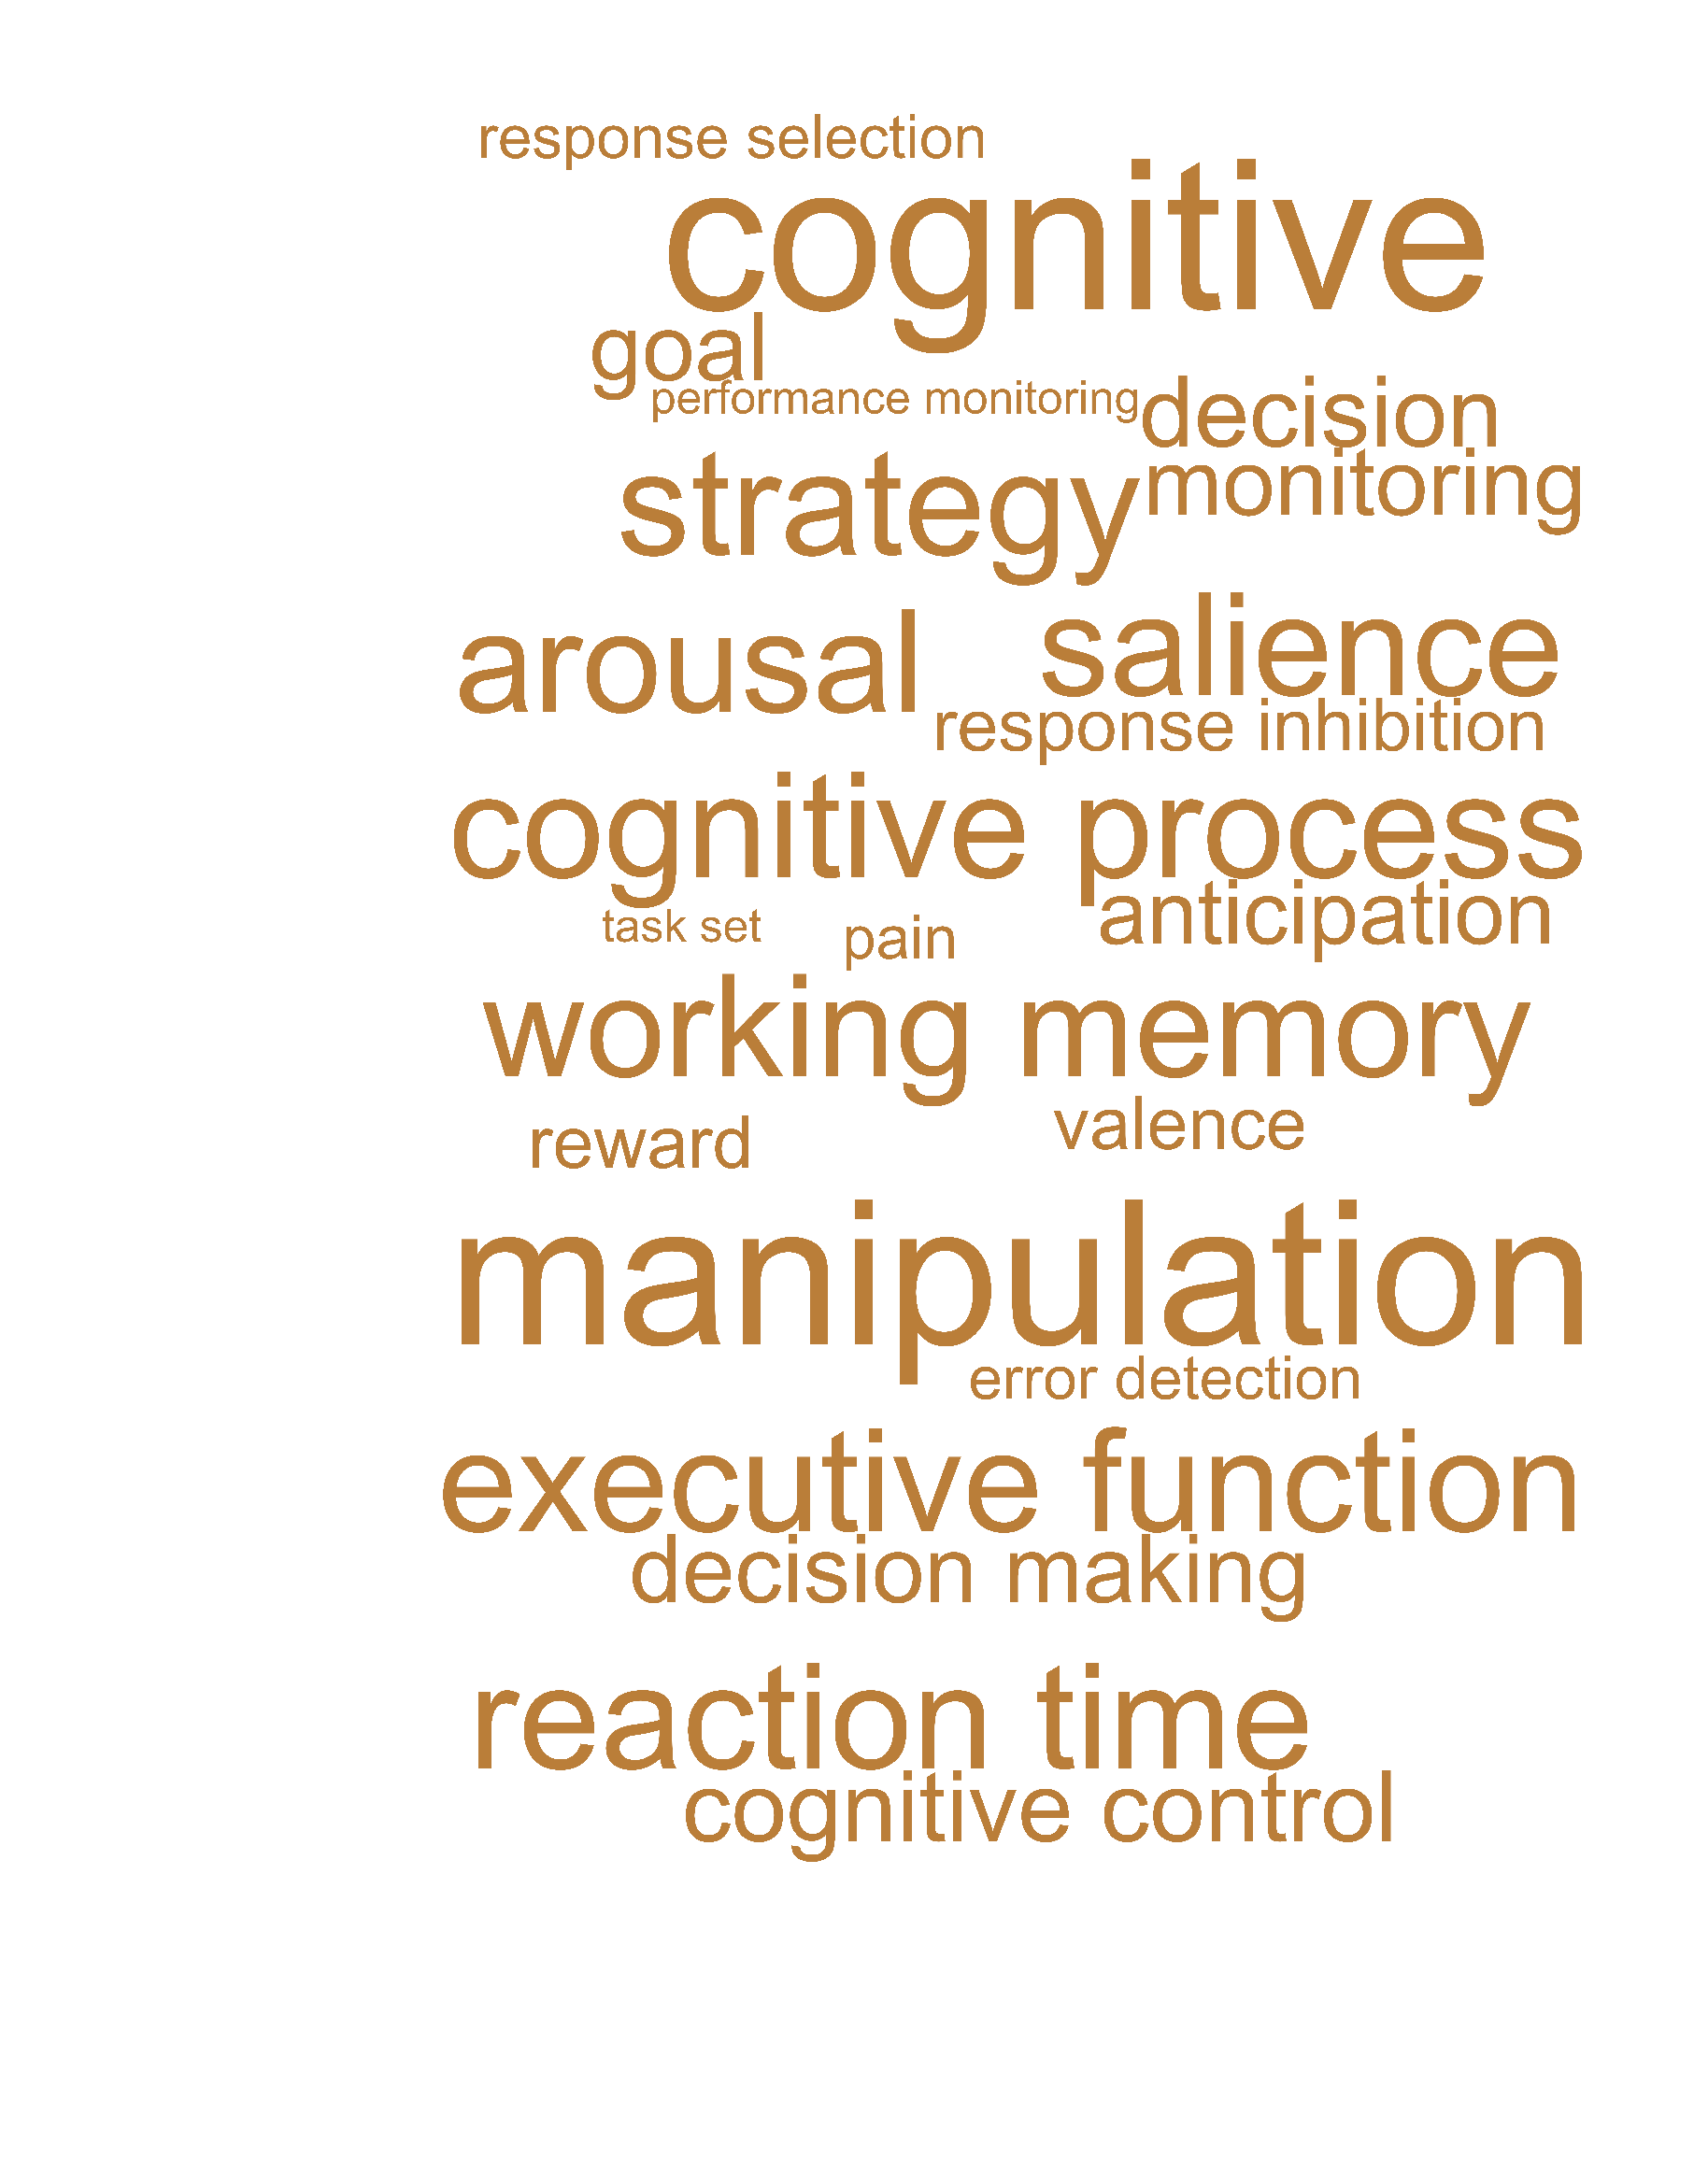 response selection
cognitive
goal
performance monitoring
decision
strategy
monitoring
arousal
salience
response inhibition
cognitive process
task set
pain
anticipation
working memory
reward
valence
manipulation
error detection
executive function
decision making
reaction time
cognitive control